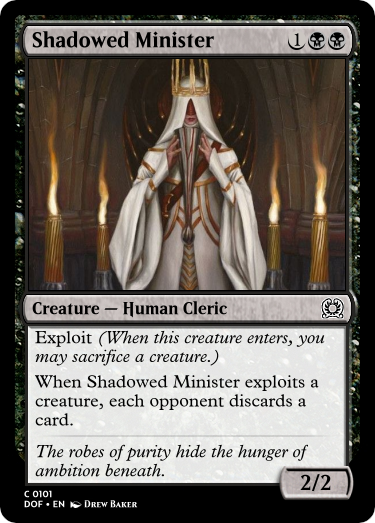 Shadowed Minister 1
Creature — Human Cleric
Exploit (When this creature enters, you
may sacrifice a creature.)
When Shadowed Minister exploits a
creature, each opponent discards a
card.
The robes of purity hide the hunger of
ambition beneath.
2/2
C 0101
DOF • EN Drew Baker